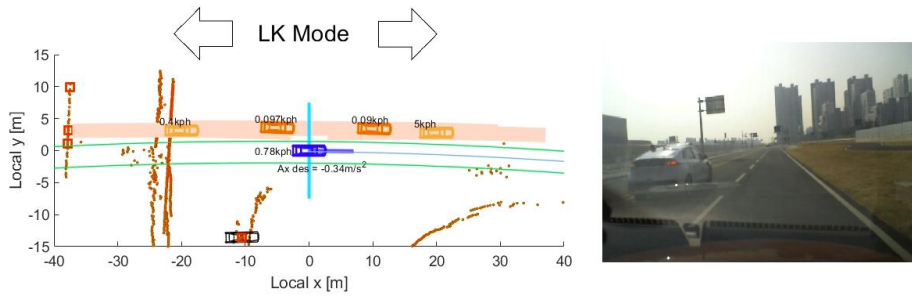 LK Mode
15
10
5
0
-5
-10
-15
Local y [m]
0.4kph
0.097kph
0.09kph
5kph
0.78kph
Ax des = -0.34m/s²
-40
-30
-20
-10
0
10
20
30
40
Local x [m]